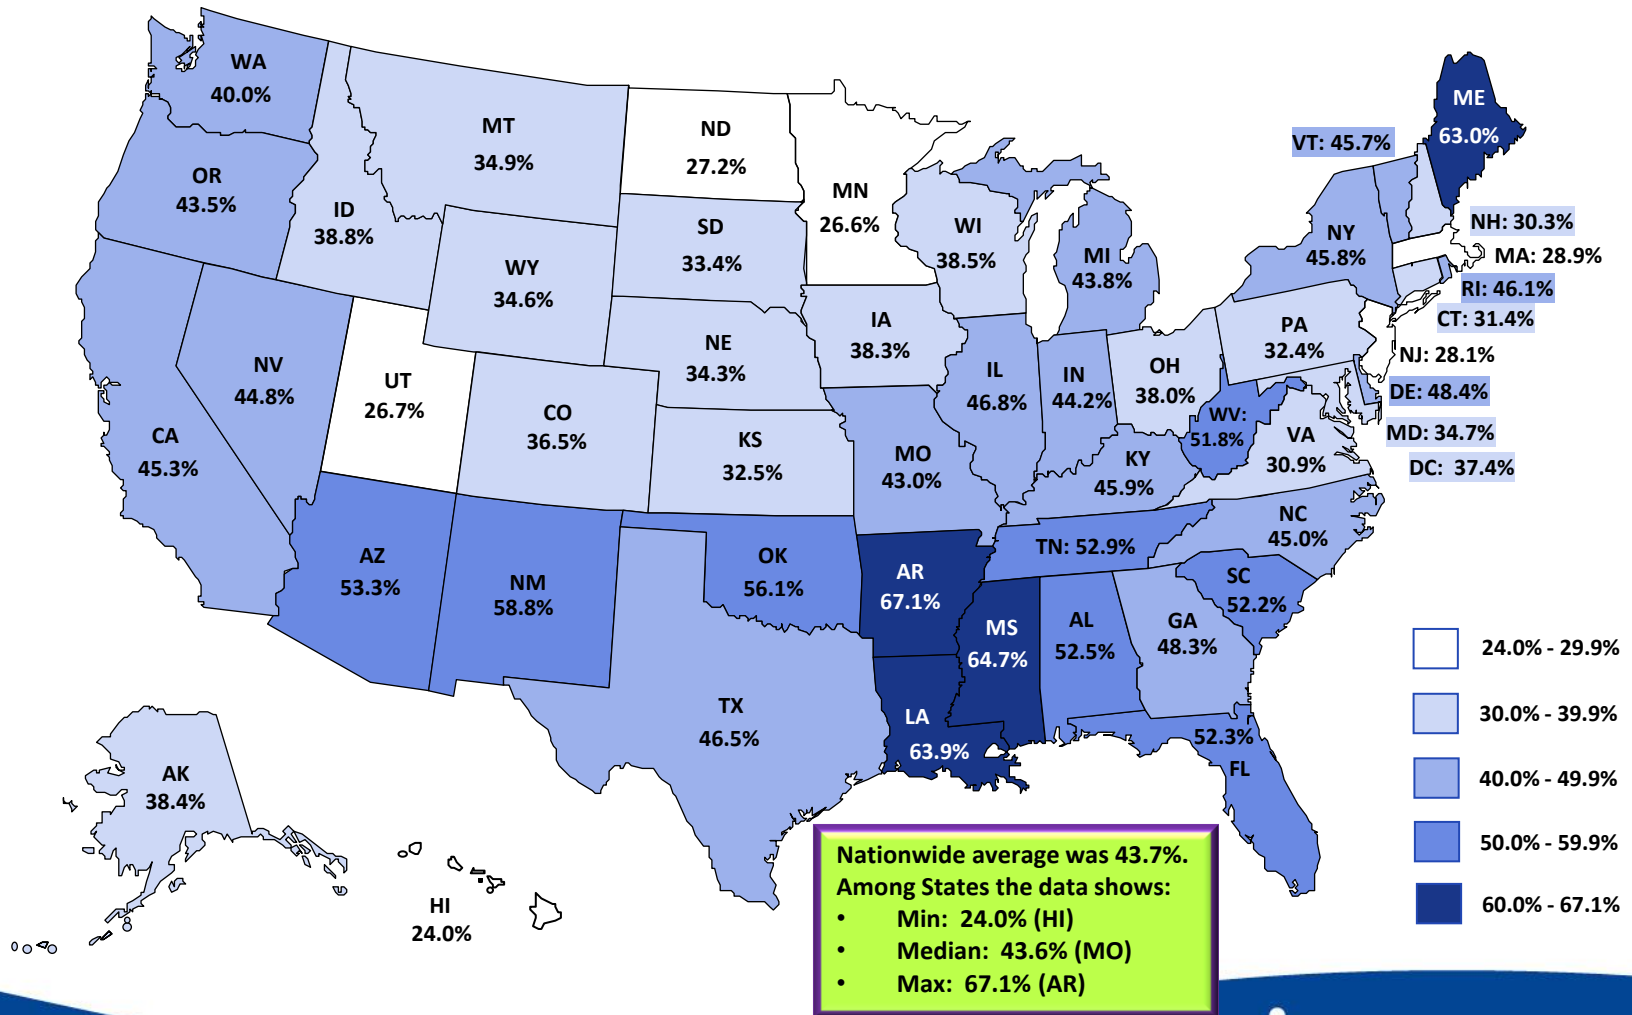 WA
40.0%
OR
43.5%
CA
45.3%
NV
44.8%
ID
38.8%
MT
34.9%
WY
34.6%
UT
26.7%
CO
36.5%
AZ
53.3%
NM
58.8%
ND
27.2%
SD
33.4%
NE
34.3%
KS
32.5%
OK
56.1%
TX
46.5%
MN
26.6%
IA
38.3%
MO
43.0%
AR
67.1%
LA
63.9%
WI
38.5%
IL
46.8%
MI
43.8%
IN
44.2%
OH
38.0%
KY
45.9%
TN: 52.9%
MS
64.7%
AL
52.5%
GA
48.3%
FL
52.3%
SC
52.2%
NC
45.0%
VA
30.9%
WV:
51.8%
PA
32.4%
NY
45.8%
ME
63.0%
VT: 45.7%
NH: 30.3%
MA: 28.9%
RI: 46.1%
CT: 31.4%
NJ: 28.1%
DE: 48.4%
MD: 34.7%
DC: 37.4%
AK
38.4%
HI
24.0%
24.0% - 29.9%
30.0% - 39.9%
40.0% - 49.9%
50.0% - 59.9%
60.0% - 67.1%
Nationwide average was 43.7%.
Among States the data shows:
• Min: 24.0% (HI)
• Median: 43.6% (MO)
• Max: 67.1% (AR)